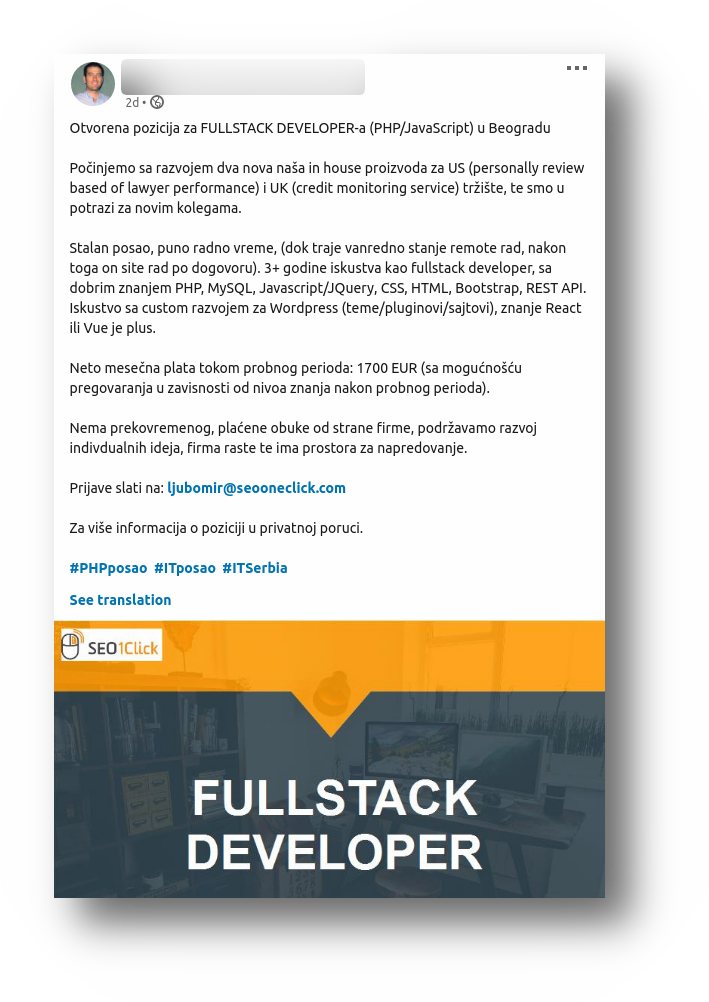 2d •
Otvorena pozicija za FULLSTACK DEVELOPER-a (PHP/JavaScript) u Beogradu
Počinjemo sa razvojem dva nova naša in house proizvoda za US (personally review
based of lawyer performance) i UK (credit monitoring service) tržište, te smo u
potrazi za novim kolegama.
Stalan posao, puno radno vreme, (dok traje vanredno stanje remote rad, nakon
toga on site rad po dogovoru). 3+ godine iskustva kao fullstack developer, sa
dobrim znanjem PHP, MySQL, Javascript/JQuery, CSS, HTML, Bootstrap, REST API.
Iskustvo sa custom razvojem za Wordpress (teme/pluginovi/sajtovi), znanje React
ili Vue je plus.
Neto mesečna plata tokom probnog perioda: 1700 EUR (sa mogućnošću
pregovaranja u zavisnosti od nivoa znanja nakon probnog perioda).
Nema prekovremenog, plaćene obuke od strane firme, podržavamo razvoj
indivdualnih ideja, firma raste te ima prostora za napredovanje.
Prijave slati na: ljubomir@seooneclick.com
Za više informacija o poziciji u privatnoj poruci.
#PHPposao #ITposao #ITSerbia
See translation
SEO1Click
FULLSTACK
DEVELOPER